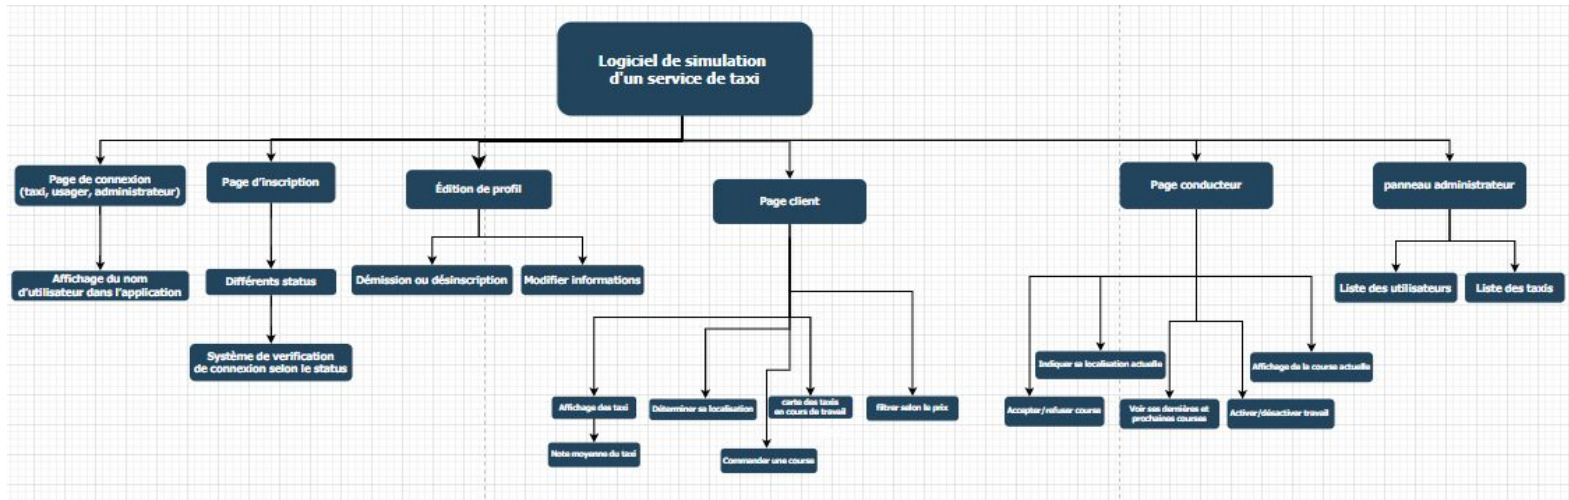 Logiciel de simulation
d'un service de taxi
Page de connexion
(taxi, usager, administrateur)
Page d'inscription
Édition de profil
Page client
Page conducteur
panneau administrateur
Affichage du nom
d'utilisateur dans l'application
Différents status
Démission ou désinscription
Modifier informations
Liste des utilisateurs
Liste des taxis
Système de verification
de connexion selon le status
Indiquer sa localisation actuelle
Affichage de la course actuelle
Affichage des taxi
Déterminer sa localisation
carte des taxis
en cours de travail
filtrer selon le prix
Accepter/refuser course
Voir ses dernières et
prochaines courses
Activer/désactiver travail
Note moyenne du taxi
Commander une course